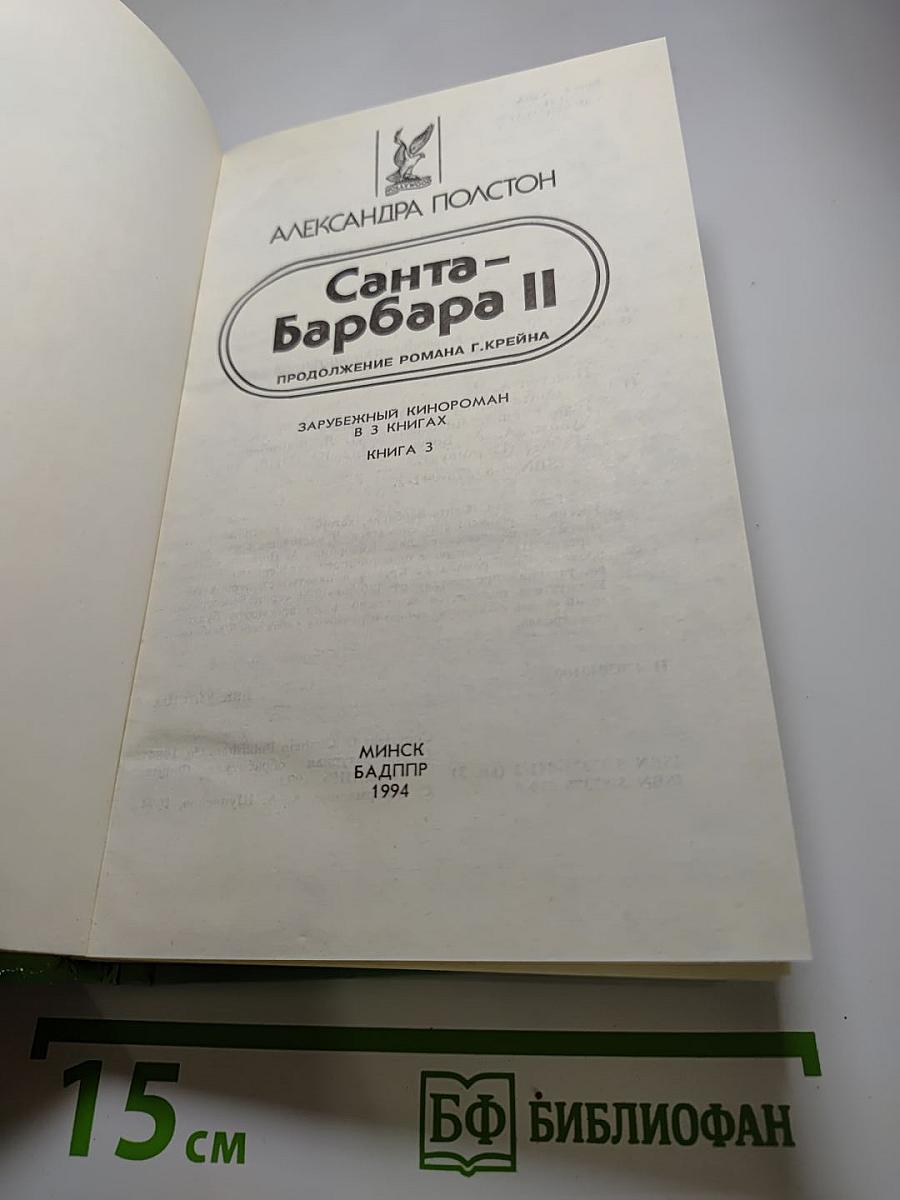 HOLLYWOOD
АЛЕКСАНДРА ПОЛСТОН
Санта-
Барбара II
ПРОДОЛЖЕНИЕ РОМАНА Г.КРЕЙНА
ЗАРУБЕЖНЫЙ КИНОРОМАН
В 3 КНИГАХ
КНИГА 3
МИНСК
БАДППР
1994
15 см
БФ БИБЛИОФАН